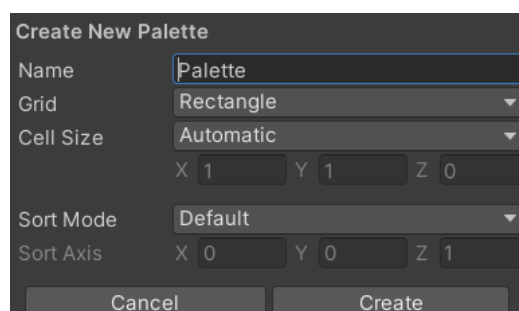 Create New Palette
Name Palette
Grid Rectangle
Cell Size Automatic
X 1 Y 1 Z 0
Sort Mode Default
Sort Axis X 0 Y 0 Z 1
Cancel Create